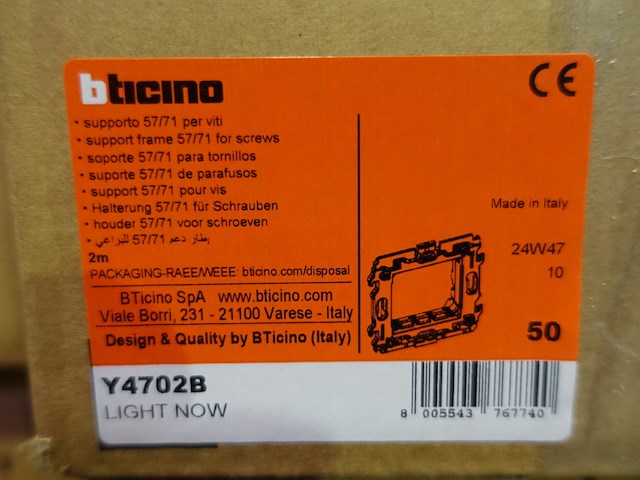 bticino
CE
• supporto 57/71 per viti
• support frame 57/71 for screws
• soporte 57/71 para tornillos
• suporte 57/71 de parafusos
• support 57/71 pour vis
• Halterung 57/71 für Schrauben
• houder 57/71 voor schroeven
• إطار دعم 57/71 للبراغي
2m
PACKAGING-RAEE/WEEE: bticino.com/disposal
BTicino SpA www.bticino.com
Viale Borri, 231 - 21100 Varese - Italy
Design & Quality by BTicino (Italy)
Made in Italy
24W47
10
50
Y4702B
LIGHT NOW
8 005543 767740